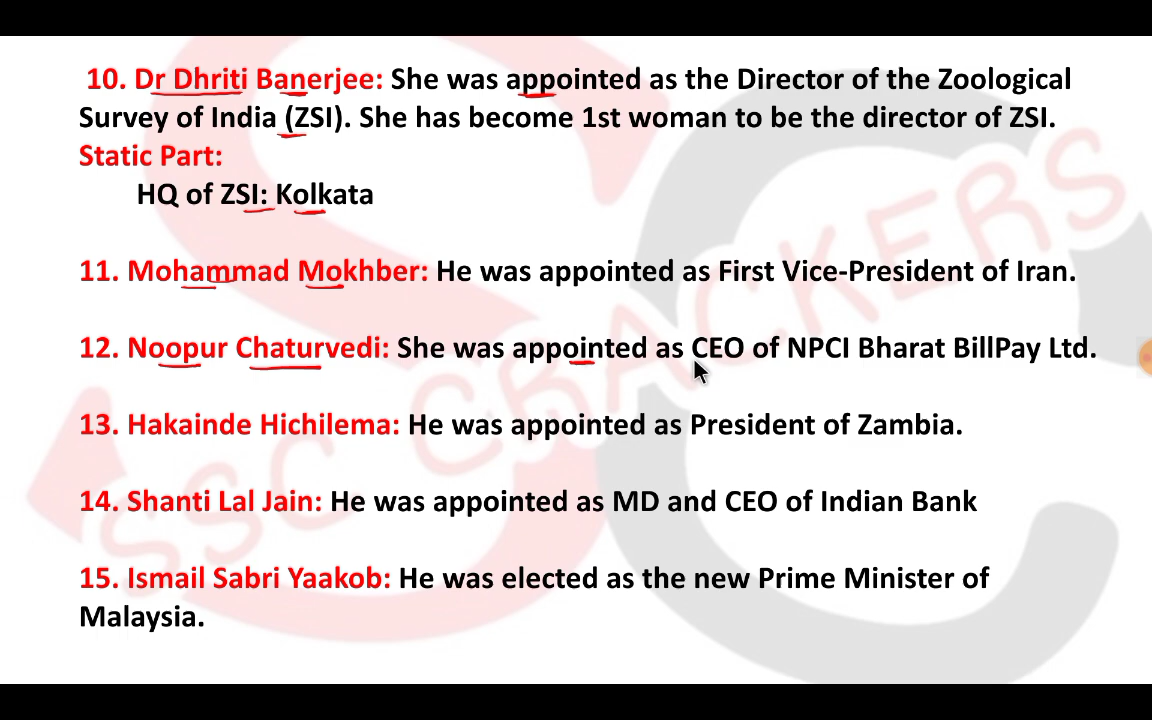 10. Dr Dhriti Banerjee: She was appointed as the Director of the Zoological
Survey of India (ZSI). She has become 1st woman to be the director of ZSI.
Static Part:
HQ of ZSI: Kolkata
11. Mohammad Mokhber: He was appointed as First Vice-President of Iran.
12. Noopur Chaturvedi: She was appointed as CEO of NPCI Bharat BillPay Ltd.
13. Hakainde Hichilema: He was appointed as President of Zambia.
14. Shanti Lal Jain: He was appointed as MD and CEO of Indian Bank
15. Ismail Sabri Yaakob: He was elected as the new Prime Minister of
Malaysia.
SSC CRACKERS